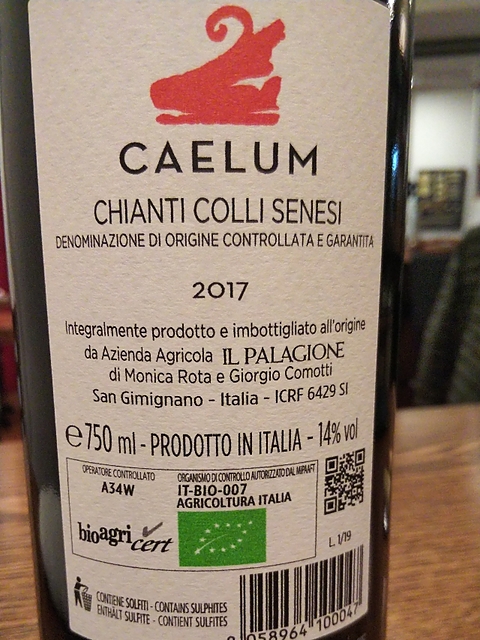 CAELUM
CHIANTI COLLI SENESI
DENOMINAZIONE DI ORIGINE CONTROLLATA E GARANTITA
2017
Integralmente prodotto e imbottigliato all'origine
da Azienda Agricola IL PALAGIONE
di Monica Rota e Giorgio Comotti
San Gimignano - Italia - ICRF 6429 SI
℮ 750 ml - PRODOTTO IN ITALIA - 14% vol
OPERATORE CONTROLLATO
A34W
ORGANISMO DI CONTROLLO AUTORIZZATO DAL MIPAAFT
IT-BIO-007
AGRICOLTURA ITALIA
bioagricert
L. 1/19
CONTIENE SOLFITI - CONTAINS SULPHITES
ENTHÄLT SULFITE - CONTIENT SULFITES
058964 100047